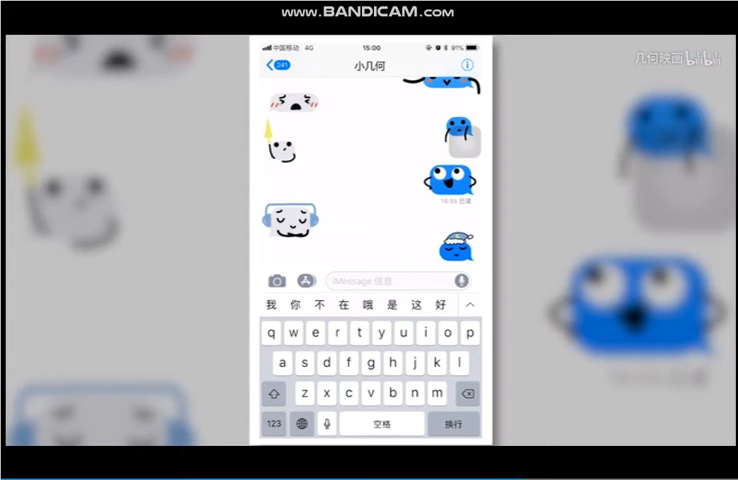 WWW.BANDICAM.COM
几何映画 bilibili
中国移动 4G 15:00 91%
241 小几何
16:55 已读
iMessage 信息
我 你 不 在 哦 是 这 好
q w e r t y u i o p
a s d f g h j k l
z x c v b n m
123 空格 换行